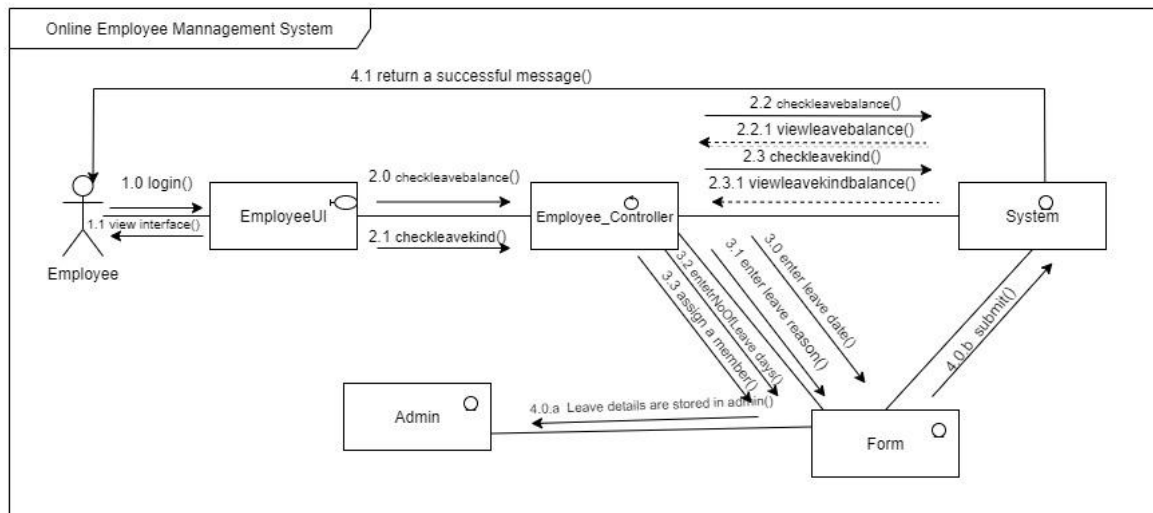 Online Employee Mannagement System
4.1 return a successful message()
2.2 checkleavebalance()
2.2.1 viewleavebalance()
2.3 checkleavekind()
2.3.1 viewleavekindbalance()
1.0 login()
1.1 view interface()
Employee
EmployeeUI
2.0 checkleavebalance()
2.1 checkleavekind()
Employee_Controller
System
3.0 enter leave date()
3.1 enter leave reason()
3.2 entetrNoOfLeave days()
3.3 assign a member()
4.0.b submit()
4.0.a Leave details are stored in admin()
Admin
Form